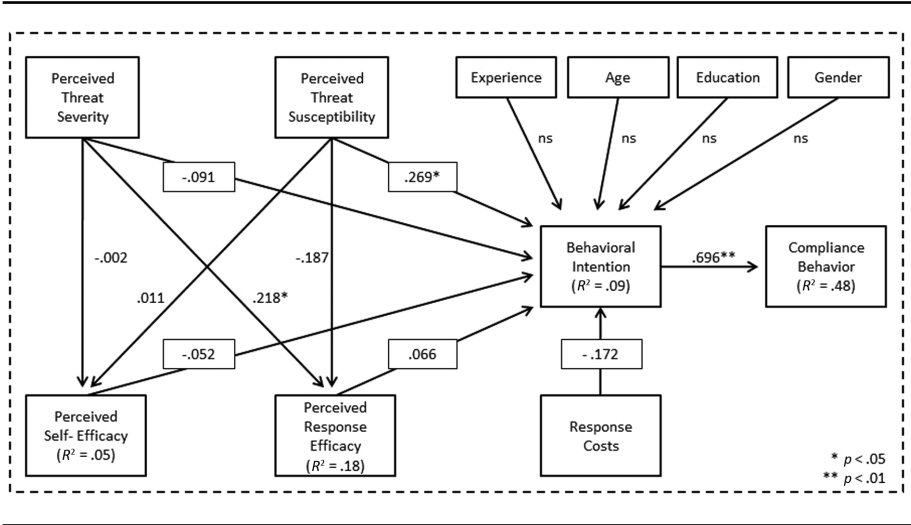 Perceived
Threat
Severity
Perceived
Threat
Susceptibility
Experience
Age
Education
Gender
ns
ns
ns
ns
-.091
.269*
-.002
-.187
.011
.218*
Behavioral
Intention
(R² = .09)
.696**
Compliance
Behavior
(R² = .48)
-.052
.066
- .172
Perceived
Self- Efficacy
(R² = .05)
Perceived
Response
Efficacy
(R² = .18)
Response
Costs
* p < .05
** p < .01